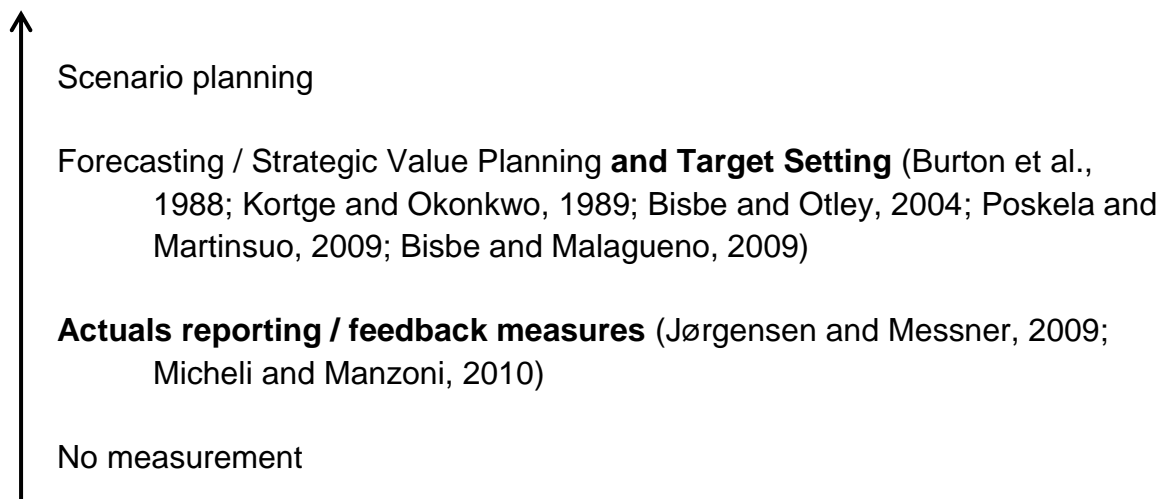 Scenario planning
Forecasting / Strategic Value Planning and Target Setting (Burton et al.,
1988; Kortge and Okonkwo, 1989; Bisbe and Otley, 2004; Poskela and
Martinsuo, 2009; Bisbe and Malagueno, 2009)
Actuals reporting / feedback measures (Jørgensen and Messner, 2009;
Micheli and Manzoni, 2010)
No measurement